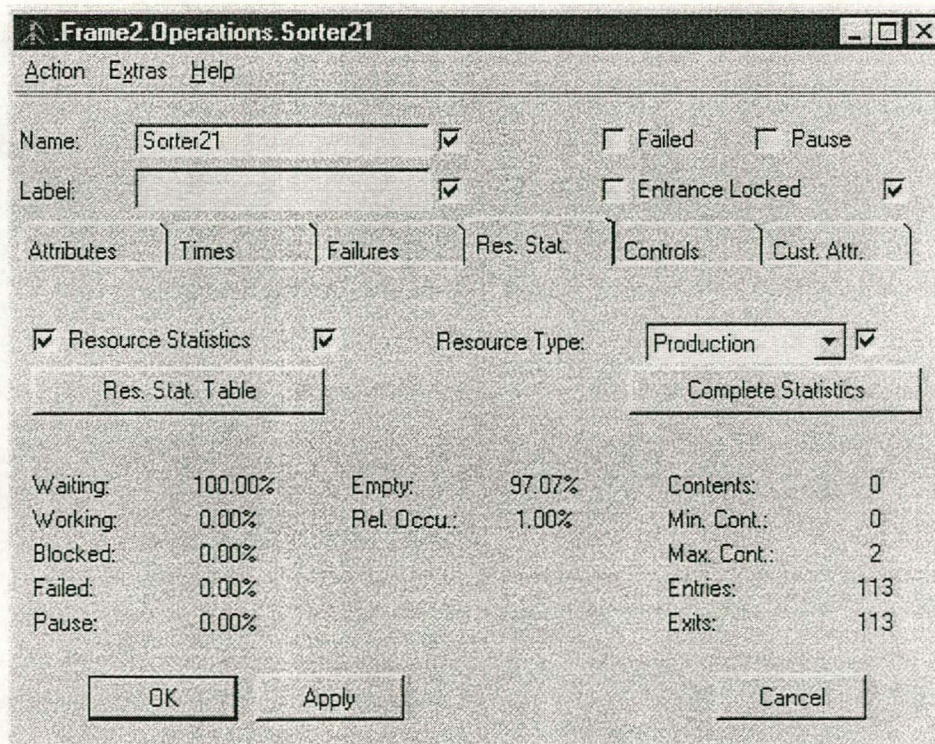 .Frame2.Operations.Sorter21
Action Extras Help
Name: Sorter21 Failed Pause
Label: Entrance Locked
Attributes Times Failures Res. Stat. Controls Cust. Attr.
Resource Statistics Resource Type: Production
Res. Stat. Table Complete Statistics
Waiting: 100.00% Empty: 97.07% Contents: 0
Working: 0.00% Rel. Occu.: 1.00% Min. Cont.: 0
Blocked: 0.00% Max. Cont.: 2
Failed: 0.00% Entries: 113
Pause: 0.00% Exits: 113
OK Apply Cancel